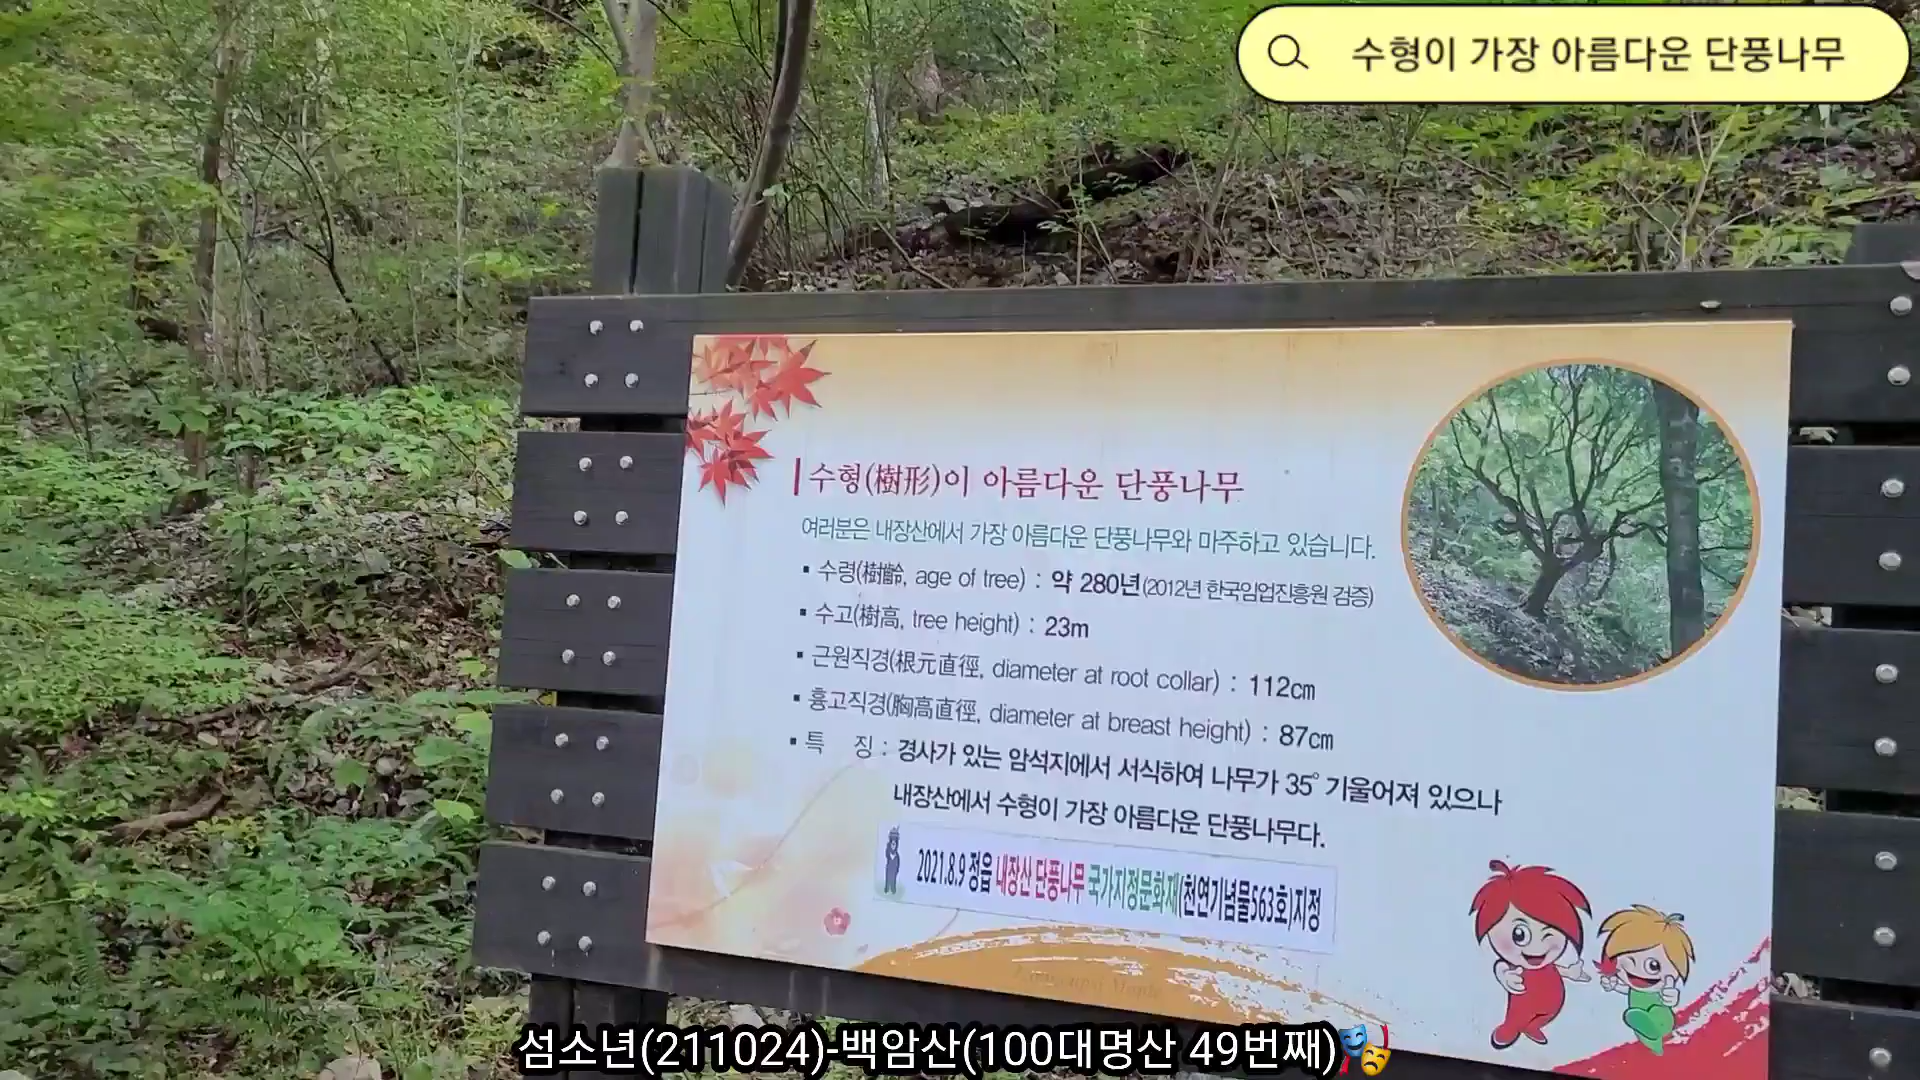 수형이 가장 아름다운 단풍나무
수형(樹形)이 아름다운 단풍나무
여러분은 내장산에서 가장 아름다운 단풍나무와 마주하고 있습니다.
▪ 수령(樹齡, age of tree) : 약 280년(2012년 한국임업진흥원 검증)
▪ 수고(樹高, tree height) : 23m
▪ 근원직경(根元直徑, diameter at root collar) : 112㎝
▪ 흉고직경(胸高直徑, diameter at breast height) : 87㎝
▪ 특 징 : 경사가 있는 암석지에서 서식하여 나무가 35° 기울어져 있으나
내장산에서 수형이 가장 아름다운 단풍나무다.
2021.8.9 정읍 내장산 단풍나무 국가지정문화재(천연기념물563호)지정
섬소년(211024)-백암산(100대명산 49번째)🎭